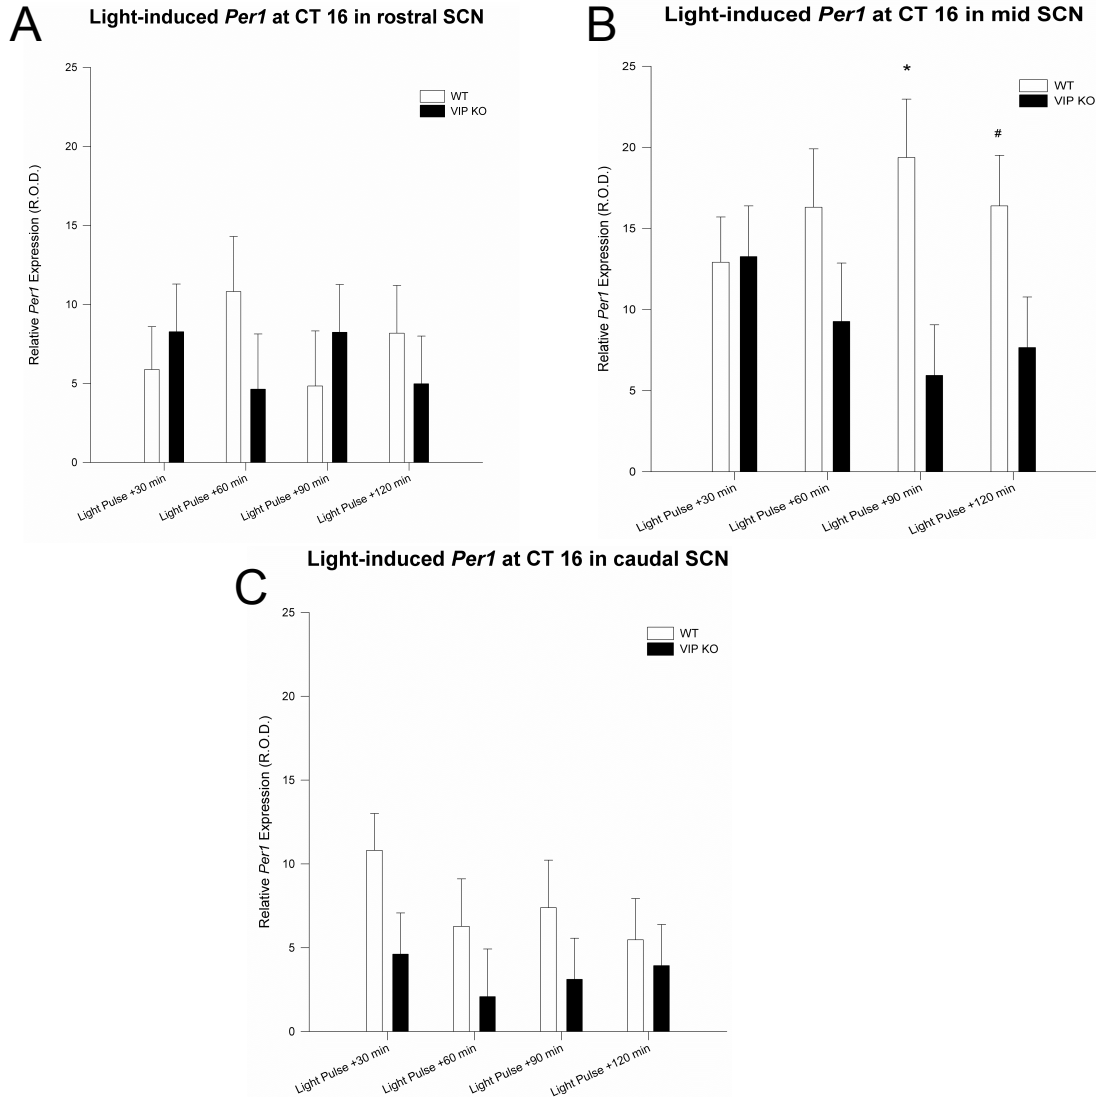 A
Light-induced Per1 at CT 16 in rostral SCN
25
20
15
10
5
0
Relative Per1 Expression (R.O.D.)
WT
VIP KO
Light Pulse +30 min
Light Pulse +60 min
Light Pulse +90 min
Light Pulse +120 min
B
Light-induced Per1 at CT 16 in mid SCN
25
20
15
10
5
0
Relative Per1 Expression (R.O.D.)
*
#
WT
VIP KO
Light Pulse +30 min
Light Pulse +60 min
Light Pulse +90 min
Light Pulse +120 min
C
Light-induced Per1 at CT 16 in caudal SCN
25
20
15
10
5
0
Relative Per1 Expression (R.O.D.)
WT
VIP KO
Light Pulse +30 min
Light Pulse +60 min
Light Pulse +90 min
Light Pulse +120 min